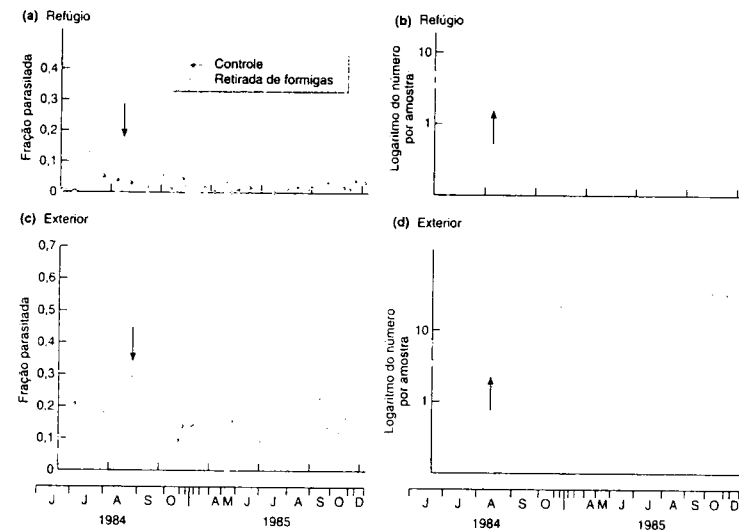 (a) Refúgio
Fração parasitada
0,4
0,3
0,2
0,1
0
Controle
Retirada de formigas
(b) Refúgio
Logaritmo do número
por amostra
10
1
(c) Exterior
Fração parasitada
0,7
0,6
0,5
0,4
0,3
0,2
0,1
0
J J A S O A M J J A S O D
1984 1985
(d) Exterior
Logaritmo do número
por amostra
10
1
J J A S O A M J J A S O D
1984 1985